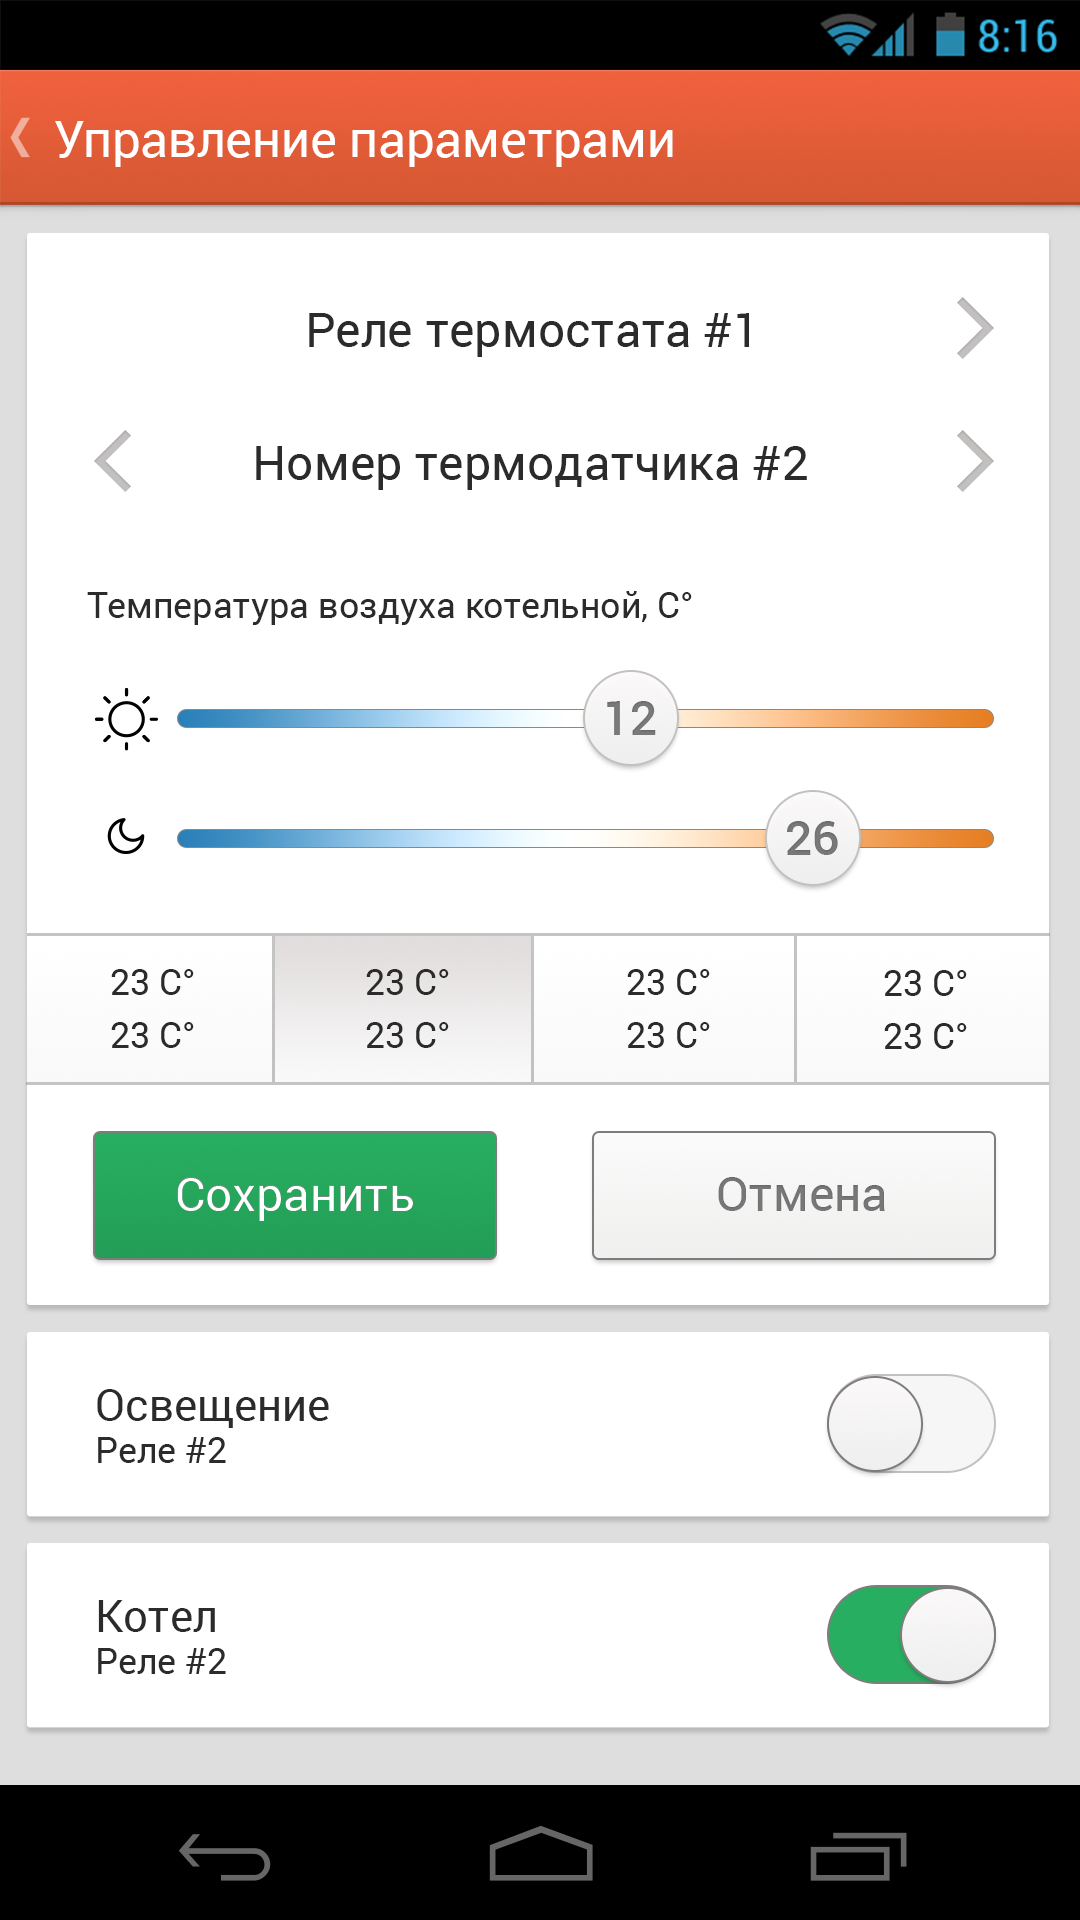 8:16
Управление параметрами
Реле термостата #1
Номер термодатчика #2
Температура воздуха котельной, C°
12
26
23 C° 23 C° 23 C° 23 C°
23 C° 23 C° 23 C° 23 C°
Сохранить Отмена
Освещение
Реле #2
Котел
Реле #2